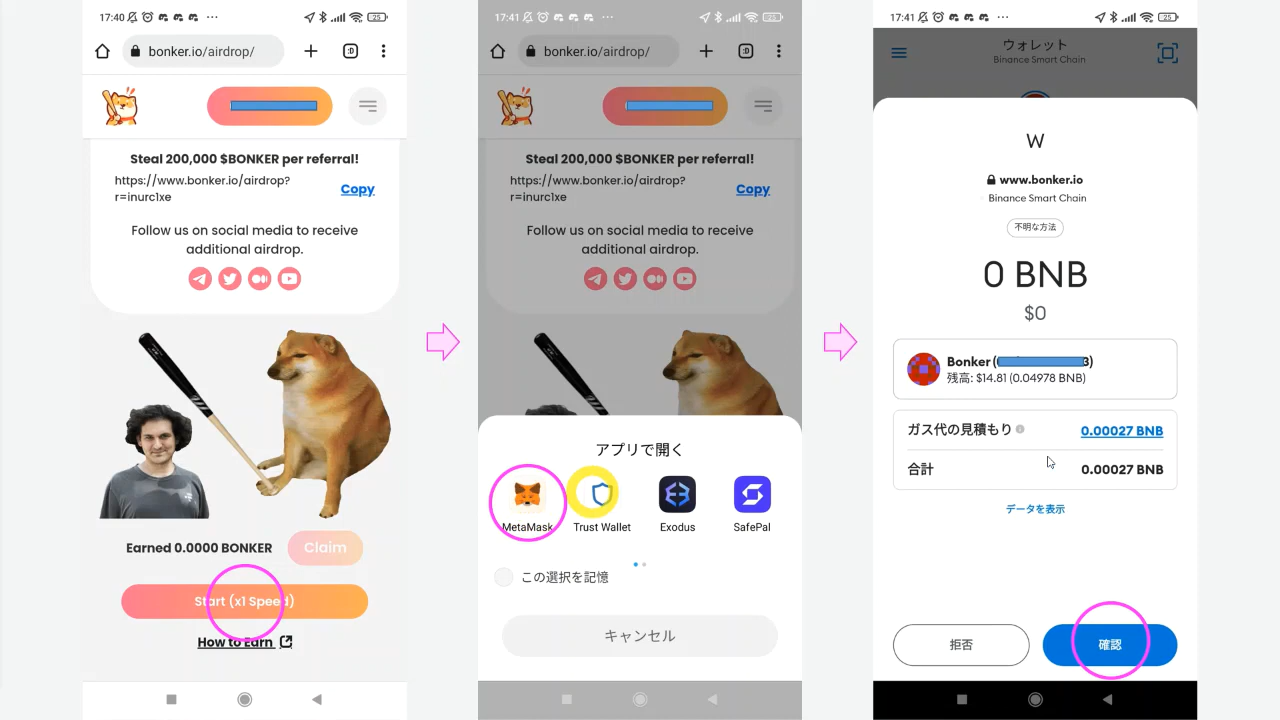 17:40
25
bonker.io/airdrop/
:D
Steal 200,000 $BONKER per referral!
https://www.bonker.io/airdrop?
r=inurc1xe
Copy
Follow us on social media to receive
additional airdrop.
Earned 0.0000 BONKER
Claim
Start (x1 Speed)
How to Earn
17:41
25
bonker.io/airdrop/
:D
Steal 200,000 $BONKER per referral!
https://www.bonker.io/airdrop?
r=inurc1xe
Copy
Follow us on social media to receive
additional airdrop.
アプリで開く
MetaMask
Trust Wallet
Exodus
SafePal
この選択を記憶
キャンセル
17:41
25
ウォレット
Binance Smart Chain
W
www.bonker.io
Binance Smart Chain
不明な方法
0 BNB
$0
Bonker (
3)
残高: $14.81 (0.04978 BNB)
ガス代の見積もり
0.00027 BNB
合計
0.00027 BNB
データを表示
拒否
確認